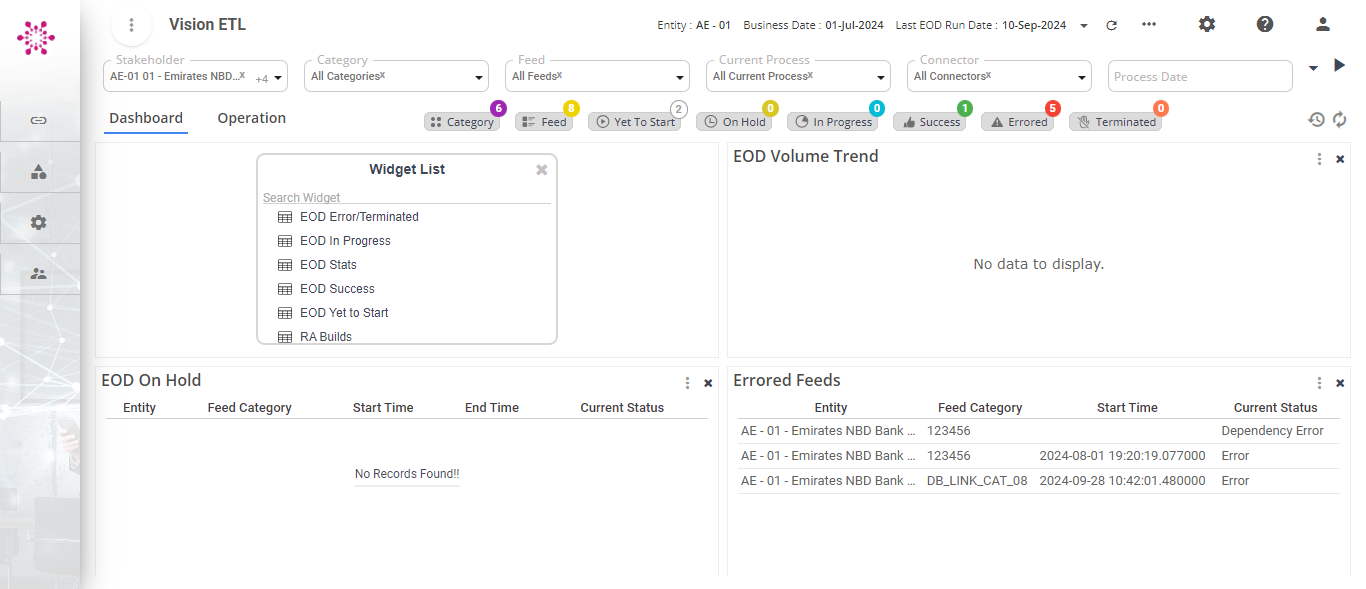 Vision ETL
Entity : AE - 01 Business Date : 01-Jul-2024 Last EOD Run Date : 10-Sep-2024
Stakeholder Category Feed Current Process Connector
AE-01 01 - Emirates NBD...x +4 All Categoriesx All Feedsx All Current Processx All Connectorsx Process Date
6 8 2 0 0 1 5 0
Dashboard Operation Category Feed Yet To Start On Hold In Progress Success Errored Terminated
Widget List
Search Widget
EOD Error/Terminated
EOD In Progress
EOD Stats
EOD Success
EOD Yet to Start
RA Builds
EOD Volume Trend
No data to display.
EOD On Hold
Entity Feed Category Start Time End Time Current Status
No Records Found!!
Errored Feeds
Entity Feed Category Start Time Current Status
AE - 01 - Emirates NBD Bank ... 123456 Dependency Error
AE - 01 - Emirates NBD Bank ... 123456 2024-08-01 19:20:19.077000 Error
AE - 01 - Emirates NBD Bank ... DB_LINK_CAT_08 2024-09-28 10:42:01.480000 Error